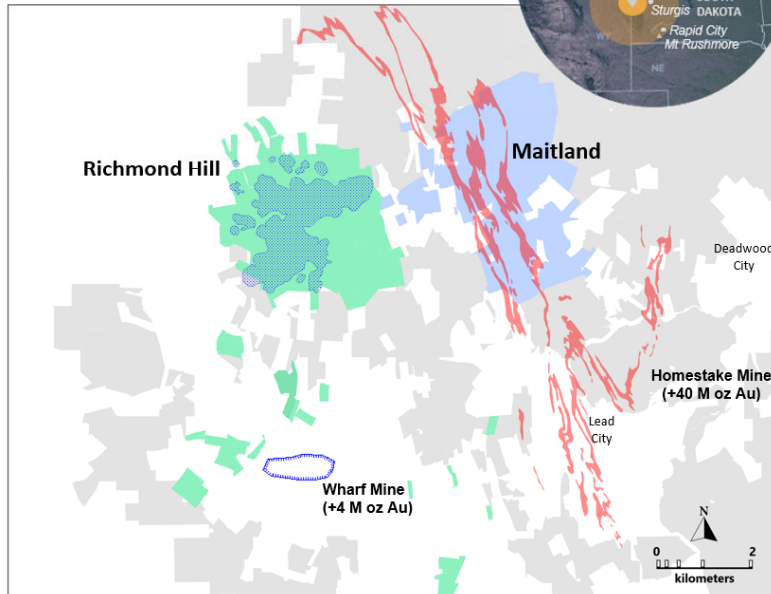 DAKOTA
Sturgis
WY
Rapid City
Mt Rushmore
NE
Richmond Hill
Maitland
Deadwood
City
Homestake Mine
(+40 M oz Au)
Lead
City
Wharf Mine
(+4 M oz Au)
N
0 2
kilometers